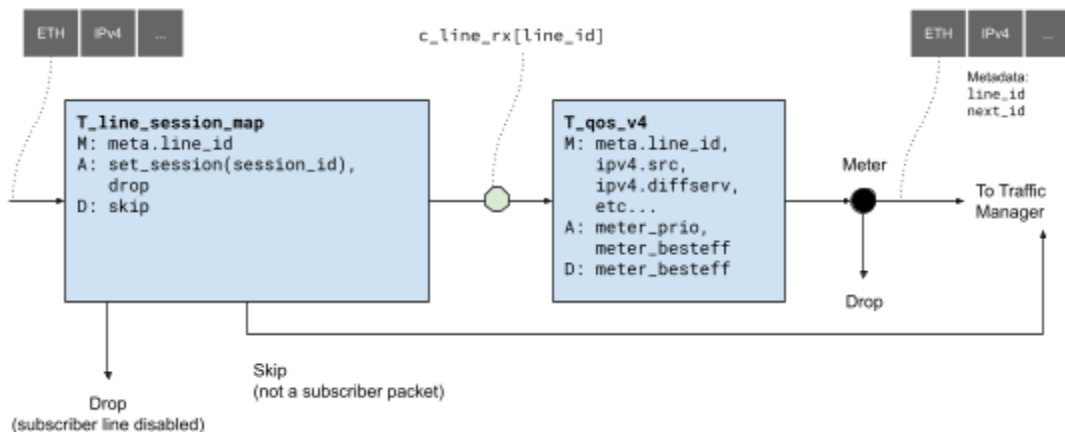 ETH IPv4 ...
c_line_rx[line_id]
ETH IPv4 ...
Metadata:
line_id
next_id
T_line_session_map
M: meta.line_id
A: set_session(session_id),
drop
D: skip
T_qos_v4
M: meta.line_id,
ipv4.src,
ipv4.diffserv,
etc...
A: meter_prio,
meter_besteff
D: meter_besteff
Meter
To Traffic
Manager
Drop
Skip
(not a subscriber packet)
Drop
(subscriber line disabled)